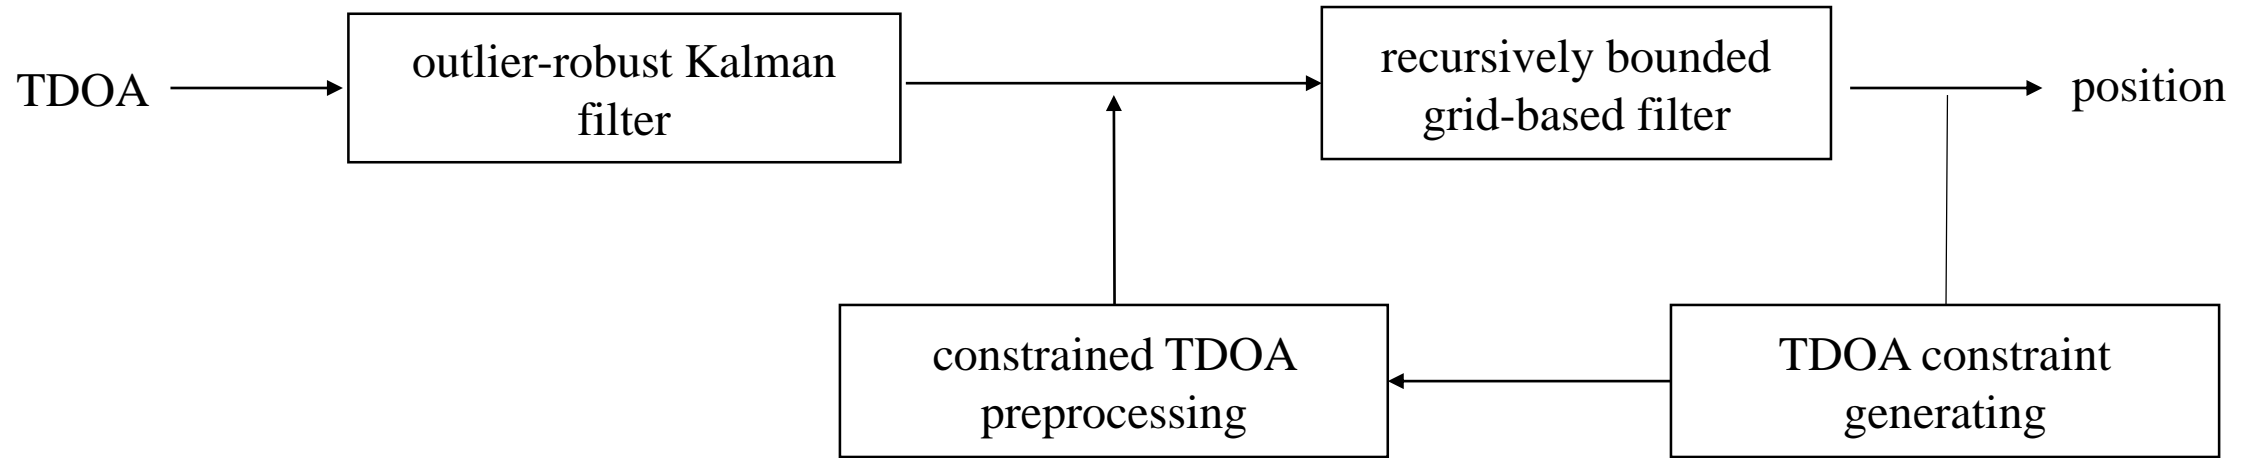 TDOA
outlier-robust Kalman
filter
recursively bounded
grid-based filter
position
constrained TDOA
preprocessing
TDOA constraint
generating